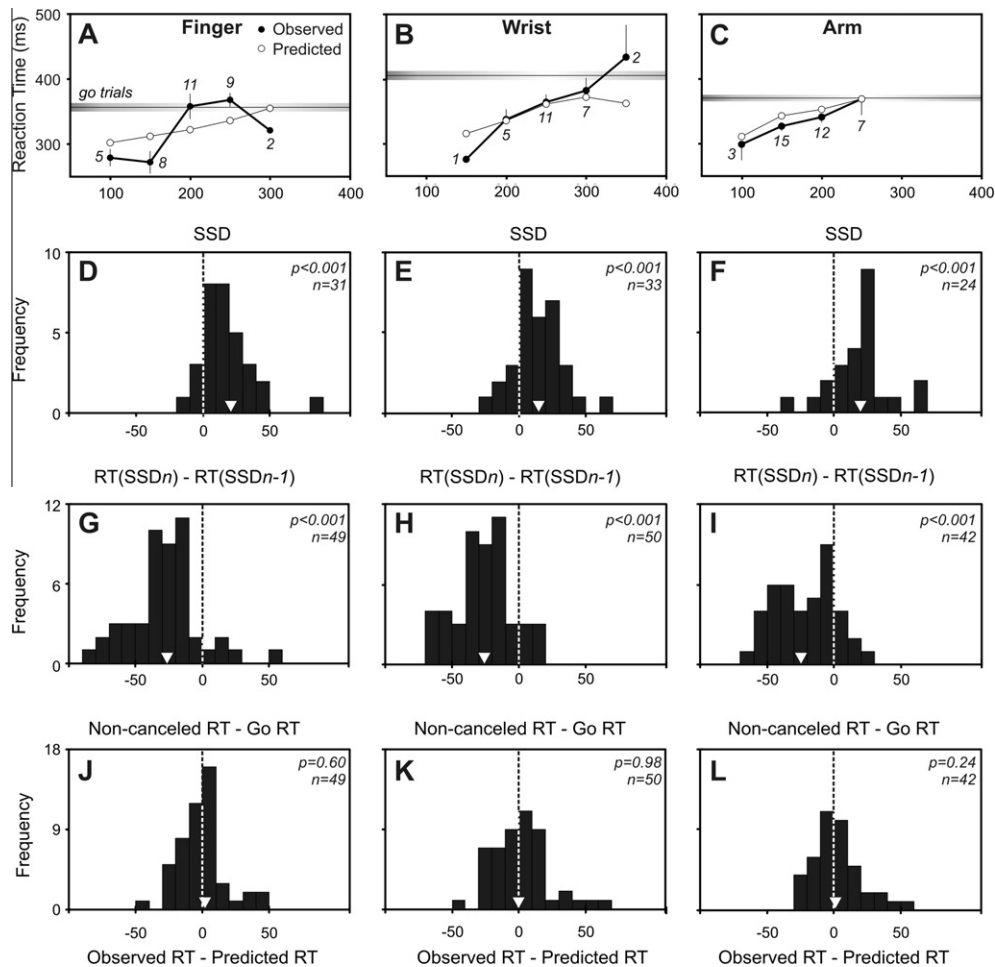 500
400
300
Reaction Time (ms)
A Finger
Observed
Predicted
go trials
5
8
11
9
2
100 200 300 400
SSD
B Wrist
1
5
11
7
2
100 200 300 400
SSD
C Arm
3
15
12
7
100 200 300 400
SSD
10
5
0
Frequency
D
p<0.001
n=31
-50 0 50
RT(SSDn) - RT(SSDn-1)
E
p<0.001
n=33
-50 0 50
RT(SSDn) - RT(SSDn-1)
F
p<0.001
n=24
-50 0 50
RT(SSDn) - RT(SSDn-1)
12
6
0
Frequency
G
p<0.001
n=49
-50 0 50
Non-canceled RT - Go RT
H
p<0.001
n=50
-50 0 50
Non-canceled RT - Go RT
I
p<0.001
n=42
-50 0 50
Non-canceled RT - Go RT
18
9
0
Frequency
J
p=0.60
n=49
-50 0 50
Observed RT - Predicted RT
K
p=0.98
n=50
-50 0 50
Observed RT - Predicted RT
L
p=0.24
n=42
-50 0 50
Observed RT - Predicted RT